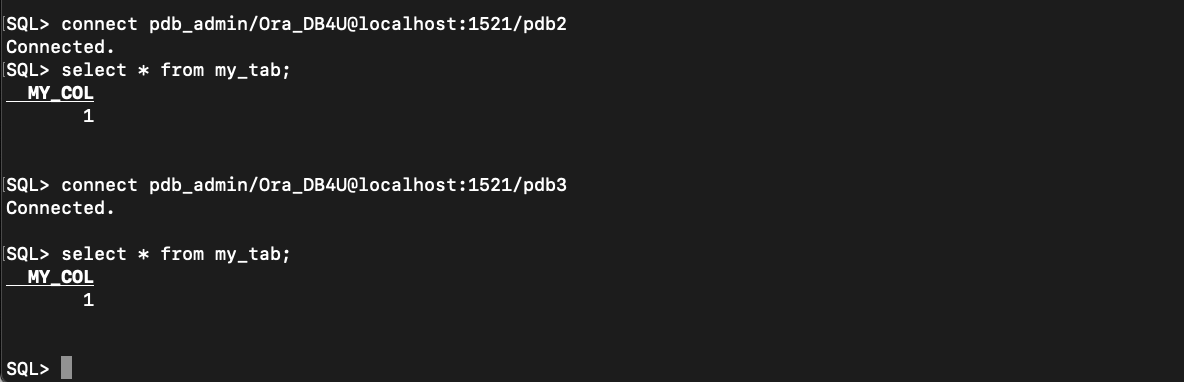 SQL> connect pdb_admin/Ora_DB4U@localhost:1521/pdb2
Connected.
SQL> select * from my_tab;
MY_COL
1
SQL> connect pdb_admin/Ora_DB4U@localhost:1521/pdb3
Connected.
SQL> select * from my_tab;
MY_COL
1
SQL>